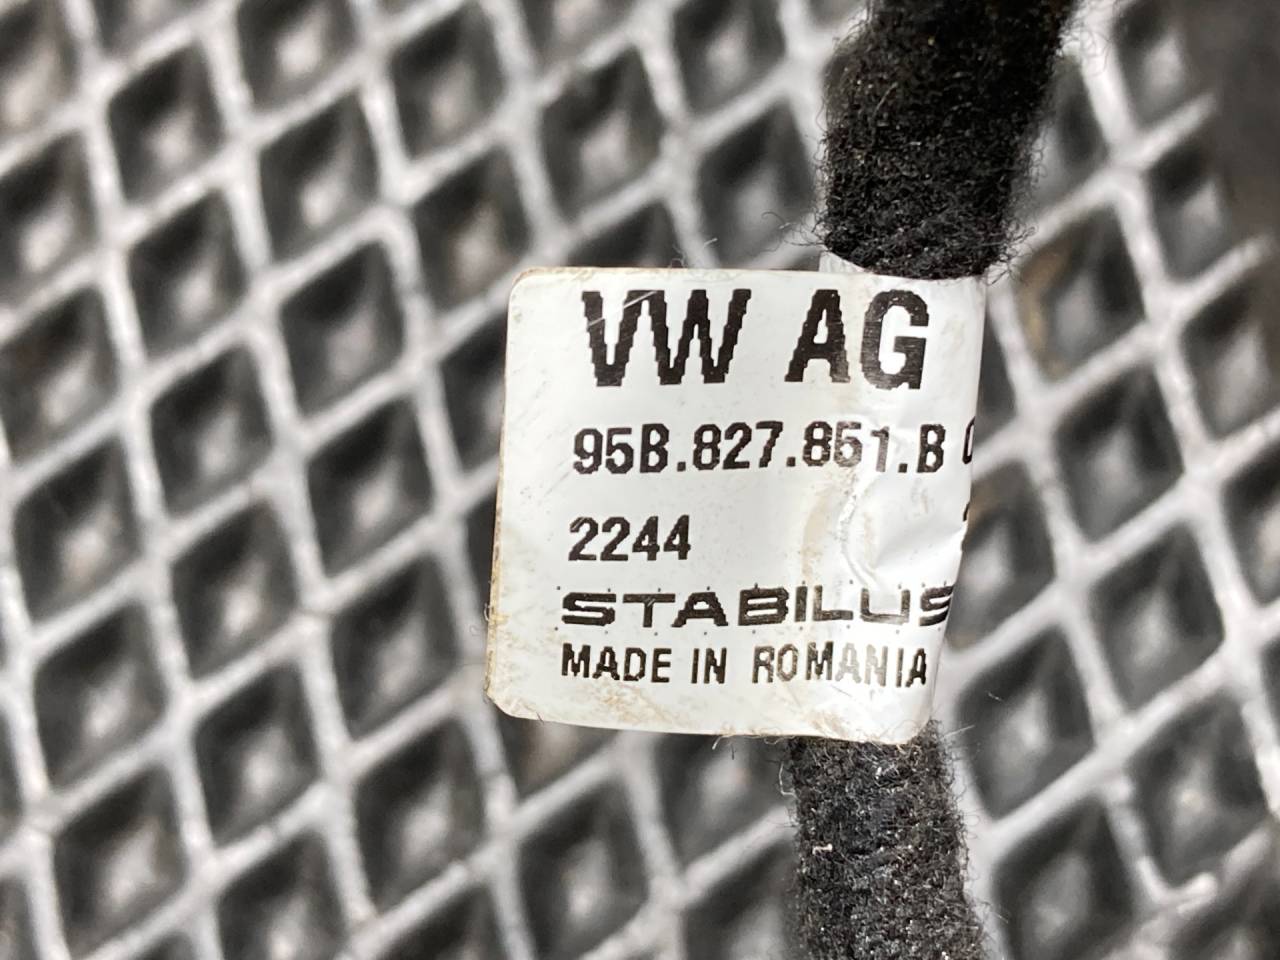 VW AG
95B.827.851.B
2244
STABILUS
MADE IN ROMANIA